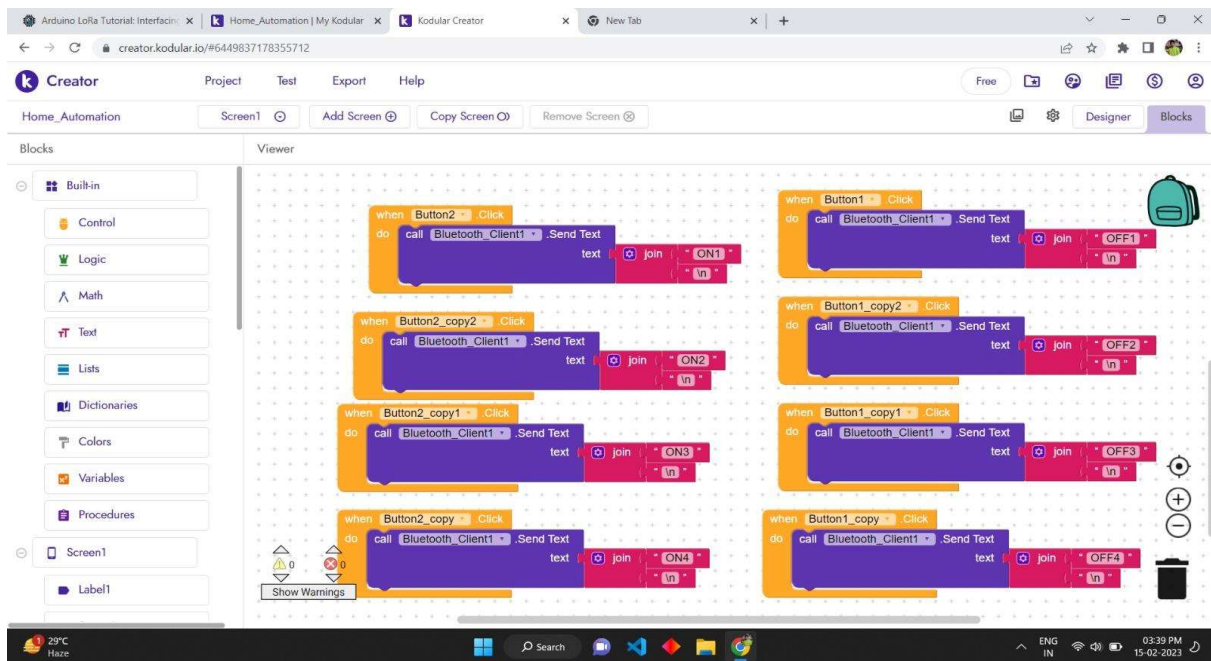 Arduino LoRa Tutorial: Interfacin
Home_Automation | My Kodular
Kodular Creator
New Tab
creator.kodular.io/#6449837178355712
Creator
Project
Test
Export
Help
Free
Home_Automation
Screen1
Add Screen
Copy Screen
Remove Screen
Designer
Blocks
Blocks
Viewer
Built-in
Control
Logic
Math
Text
Lists
Dictionaries
Colors
Variables
Procedures
Screen1
Label1
when Button2 .Click
do call Bluetooth_Client1 .Send Text
text join " ON1 "
" \n "
when Button2_copy2 .Click
do call Bluetooth_Client1 .Send Text
text join " ON2 "
" \n "
when Button2_copy1 .Click
do call Bluetooth_Client1 .Send Text
text join " ON3 "
" \n "
when Button2_copy .Click
do call Bluetooth_Client1 .Send Text
text join " ON4 "
" \n "
when Button1 .Click
do call Bluetooth_Client1 .Send Text
text join " OFF1 "
" \n "
when Button1_copy2 .Click
do call Bluetooth_Client1 .Send Text
text join " OFF2 "
" \n "
when Button1_copy1 .Click
do call Bluetooth_Client1 .Send Text
text join " OFF3 "
" \n "
when Button1_copy .Click
do call Bluetooth_Client1 .Send Text
text join " OFF4 "
" \n "
0
0
Show Warnings
1
29°C
Haze
Search
ENG
IN
03:39 PM
15-02-2023